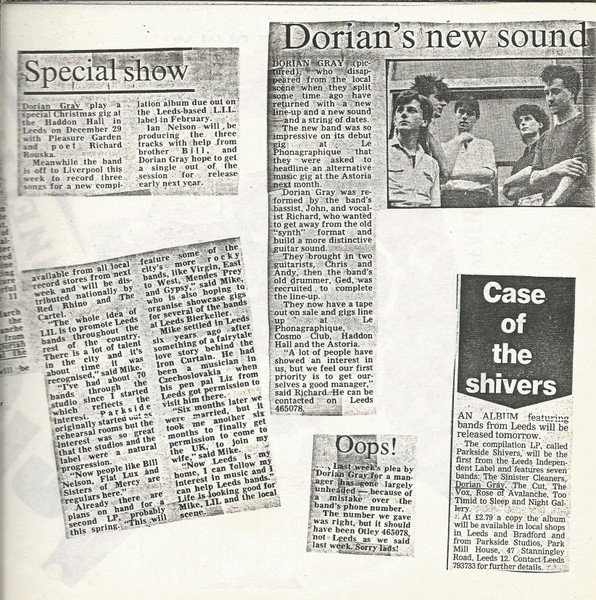 Special show
Dorian Gray play a
special Christmas gig at
the Haddon Hall in
Leeds on December 29
with Pleasure Garden
and poet Richard
Rouska.
Meanwhile the band
is off to Liverpool this
week to record three
songs for a new compi-
lation album due out on
the Leeds-based L.I.L.
label in February.
Ian Nelson will be
producing the three
tracks with help from
brother Bill, and
Dorian Gray hope to get
a single out of the
session for release
early next year.
Dorian's new sound
DORIAN GRAY (pic-
tured), who disap-
peared from the local
scene when they split
some time ago have
returned with a new
line-up and a new sound
— and a string of dates.
The new band was so
impressive on its debut
gig at Le
Phonagraphique that
they were asked to
headline an alternative
music gig at the Astoria
next month.
Dorian Gray was re-
formed by the band's
bassist, John, and vocal-
ist Richard, who wanted
to get away from the old
"synth" format and
build a more distinctive
guitar sound.
They brought in two
guitarists, Chris and
Andy, then the band's
old drummer, Ged, was
recruited to complete
the line-up.
They now have a tape
out on sale and gigs line
up at Le
Phonagraphique,
Cosmo Club, Haddon
Hall and the Astoria.
"A lot of people have
showed an interest in
us, but we feel our first
priority is to get our-
selves a good manager,"
said Richard. He can be
contacted on Leeds
465078.
available from all local
record stores from next
week and will be dis-
tributed nationally by
Red Rhino and The
Cartel.
"The whole idea of
LIL is to promote Leeds
bands throughout the
rest of the country.
There is a lot of talent
in the city and it's
about time it was
recognised," said Mike.
"I've had about 70
bands through the
studio since I started
which reflects the
interest. Parkside
originally started out as
rehearsal rooms but the
interest was so great
that the studios and the
label were a natural
progression.
"Now people like Bill
Nelson, Fiat Lux and
Sisters of Mercy are
regulars here."
Already there are
plans on hand for a
second LP, probably
this spring. "This will
feature some of the
city's more rocky
bands, like Virgin, East
to West, Mendes Prey
and Gypsy," said Mike,
who is also hoping to
organise showcase gigs
for several of the bands
at Leeds Bierkeller.
Mike settled in Leeds
six years ago after
something of a fairytale
love story behind the
Iron Curtain. He had
been a musician in
Czechoslovakia when
his pen pal Liz from
Leeds got permission to
visit him there.
"Six months later we
were married, but it
took me another six
months to finally get
permission to come to
the UK, to join my
wife," said Mike.
"Now Leeds is my
home. I can follow my
interest in music and I
can help Leeds bands.
Life is looking good for
Mike, LIL and the local
scene.
Oops!
Last week's plea by
Dorian Gray for a man-
ager has gone largely
unheeded — because of
a mistake over the
band's phone number.
The number we gave
was right, but it should
have been Otley 465078,
not Leeds as we said
last week. Sorry lads!
Case
of
the
shivers
AN ALBUM featuring
bands from Leeds will be
released tomorrow.
The compilation LP, called
Parkside Shivers, will be the
first from the Leeds Indepen-
dent Label and features seven
bands: The Sinister Cleaners,
Dorian Gray, The Cut, The
Vox, Rose of Avalanche, Too
Timid to Sleep and Night Gal-
lery.
At £2.79 a copy the album
will be available in local shops
in Leeds and Bradford and
from Parkside Studios, Park
Mill House, 47 Stanningley
Road, Leeds 12. Contact Leeds
793733 for further details.